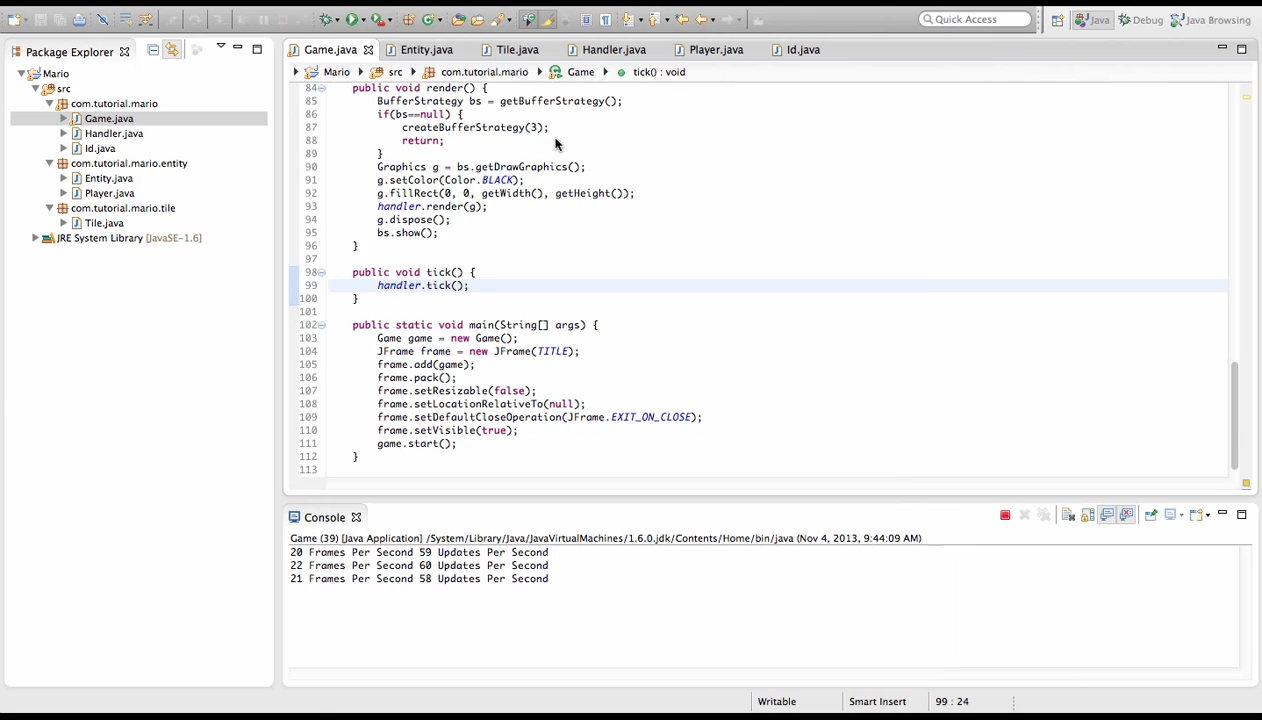 Quick Access
Java
Debug
Java Browsing
Package Explorer
Mario
src
com.tutorial.mario
Game.java
Handler.java
Id.java
com.tutorial.mario.entity
Entity.java
Player.java
com.tutorial.mario.tile
Tile.java
JRE System Library [JavaSE-1.6]
Game.java
Entity.java
Tile.java
Handler.java
Player.java
Id.java
Mario
src
com.tutorial.mario
Game
tick() : void
84 public void render() {
85 BufferStrategy bs = getBufferStrategy();
86 if(bs==null) {
87 createBufferStrategy(3);
88 return;
89 }
90 Graphics g = bs.getDrawGraphics();
91 g.setColor(Color.BLACK);
92 g.fillRect(0, 0, getWidth(), getHeight());
93 handler.render(g);
94 g.dispose();
95 bs.show();
96 }
97
98 public void tick() {
99 handler.tick();
100 }
101
102 public static void main(String[] args) {
103 Game game = new Game();
104 JFrame frame = new JFrame(TITLE);
105 frame.add(game);
106 frame.pack();
107 frame.setResizable(false);
108 frame.setLocationRelativeTo(null);
109 frame.setDefaultCloseOperation(JFrame.EXIT_ON_CLOSE);
110 frame.setVisible(true);
111 game.start();
112 }
113
Console
Game (39) [Java Application] /System/Library/Java/JavaVirtualMachines/1.6.0.jdk/Contents/Home/bin/java (Nov 4, 2013, 9:44:09 AM)
20 Frames Per Second 59 Updates Per Second
22 Frames Per Second 60 Updates Per Second
21 Frames Per Second 58 Updates Per Second
Writable
Smart Insert
99 : 24